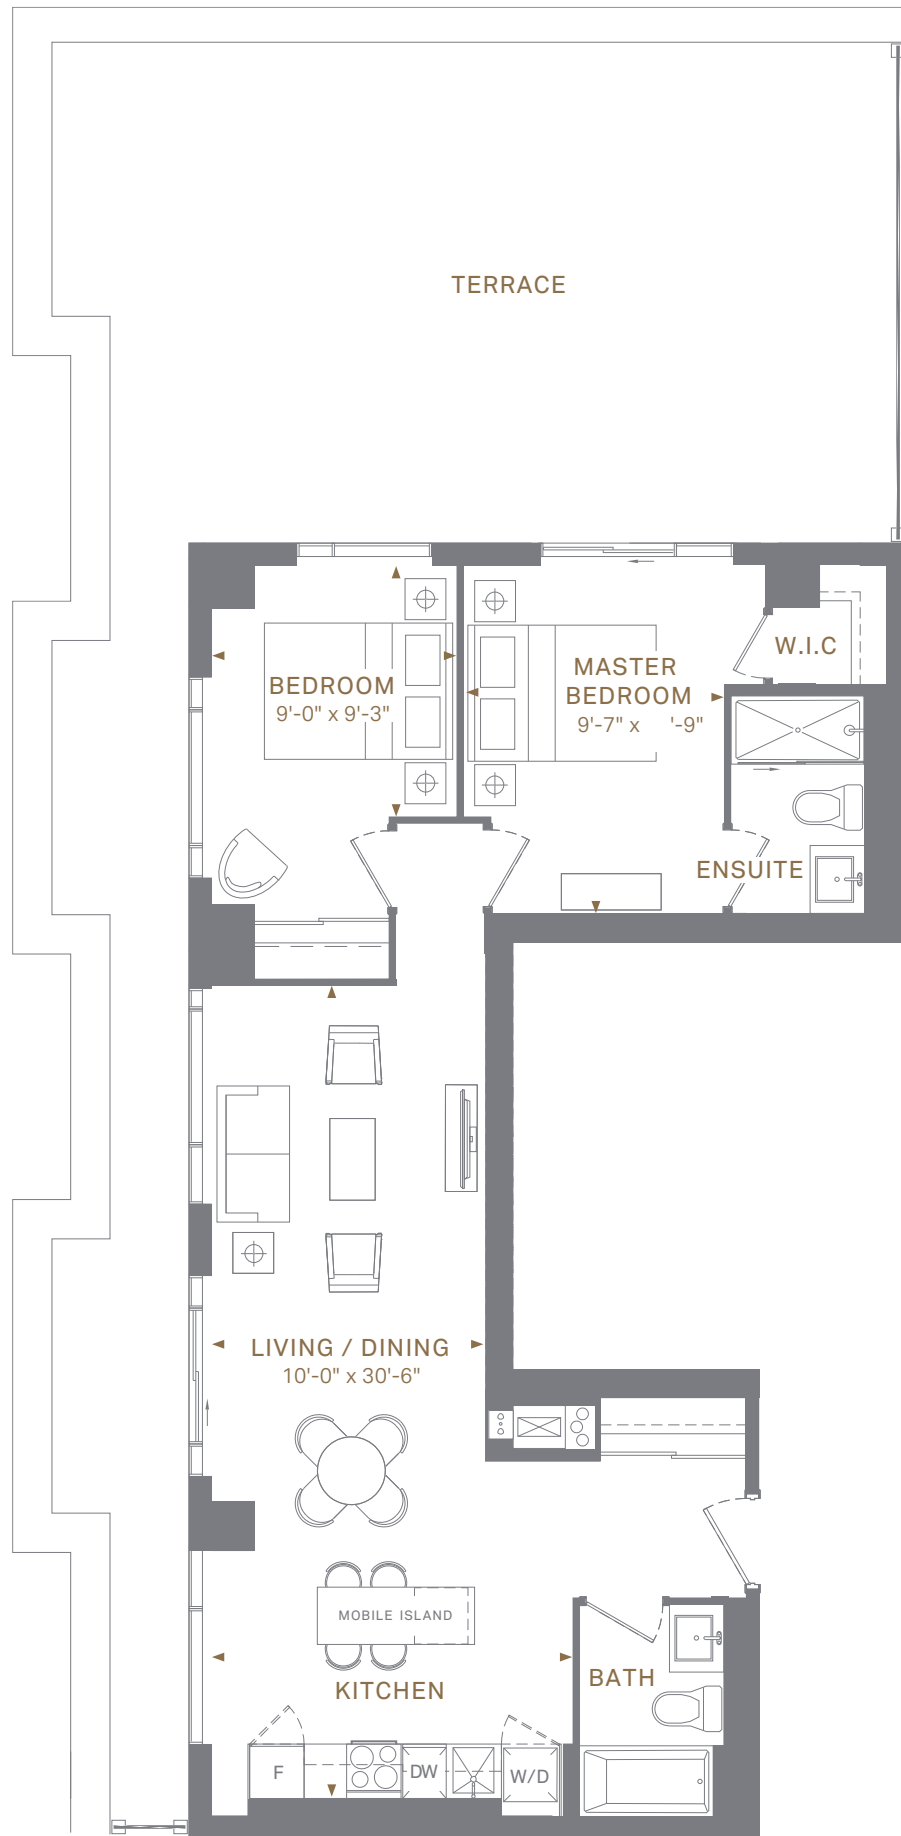 TERRACE
BEDROOM
9'-0" x 9'-3"
MASTER
BEDROOM
9'-7" x '-9"
W.I.C
ENSUITE
LIVING / DINING
10'-0" x 30'-6"
MOBILE ISLAND
KITCHEN
BATH
F
DW
W/D